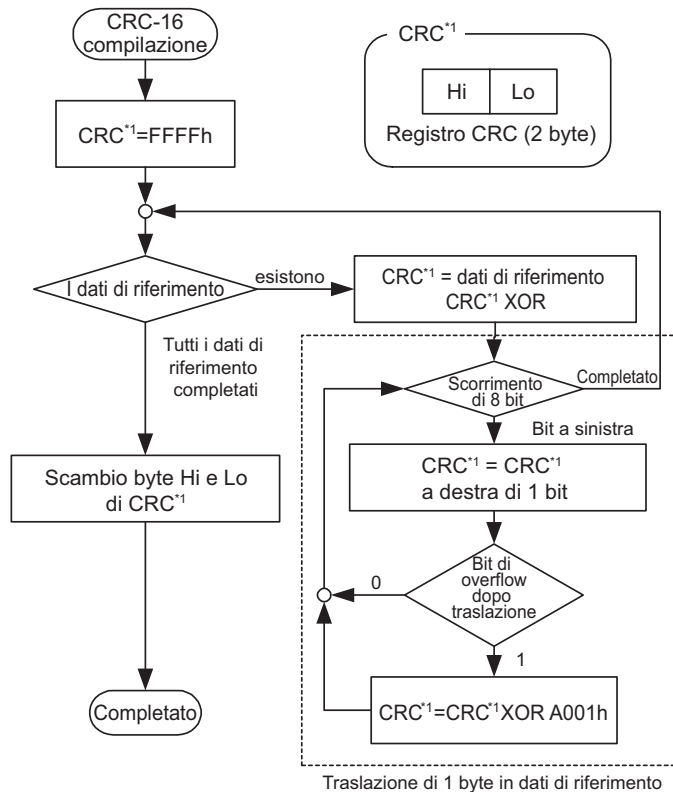 CRC-16
compilazione
CRC*1
Hi Lo
Registro CRC (2 byte)
CRC*1=FFFFh
I dati di riferimento
esistono
CRC*1 = dati di riferimento
CRC*1 XOR
Tutti i dati di
riferimento
completati
Scorrimento
di 8 bit
Completato
Bit a sinistra
CRC*1 = CRC*1
a destra di 1 bit
Scambio byte Hi e Lo
di CRC*1
Bit di
overflow
dopo
traslazione
0
1
CRC*1=CRC*1XOR A001h
Completato
Traslazione di 1 byte in dati di riferimento